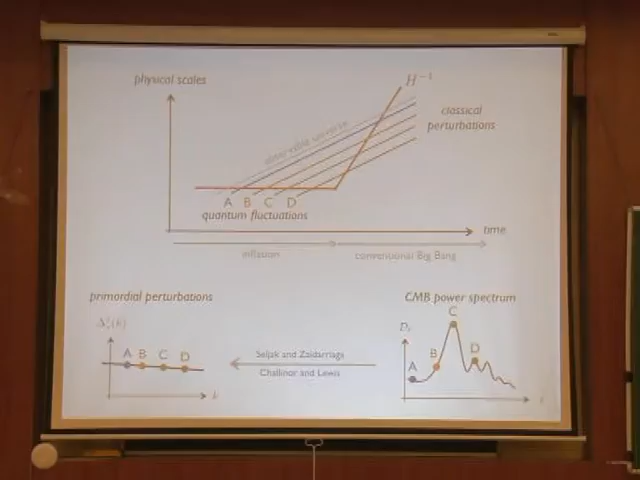 physical scales
H⁻¹
classical
perturbations
observable universe
A B C D
quantum fluctuations
time
inflation
conventional Big Bang
primordial perturbations
CMB power spectrum
A B C D
k
Seljak and Zaldarriaga
Challinor and Lewis
A
B
C
D